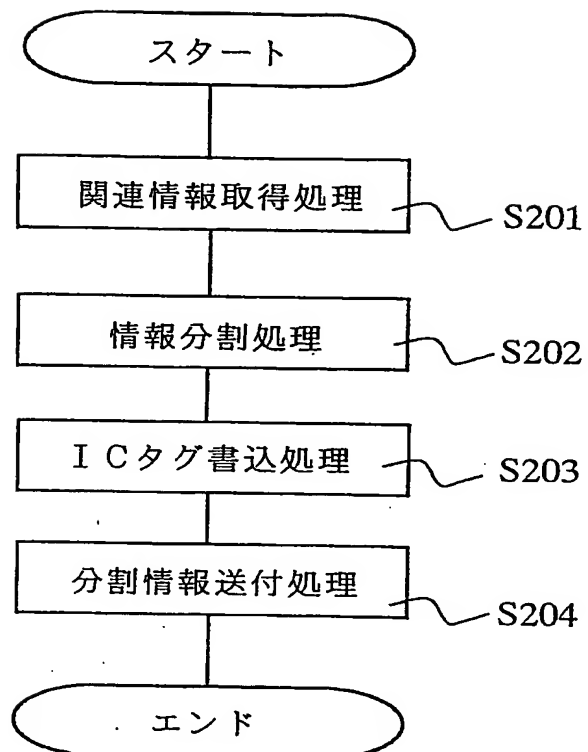 スタート
関連情報取得処理
S201
情報分割処理
S202
ICタグ書込処理
S203
分割情報送付処理
S204
エンド